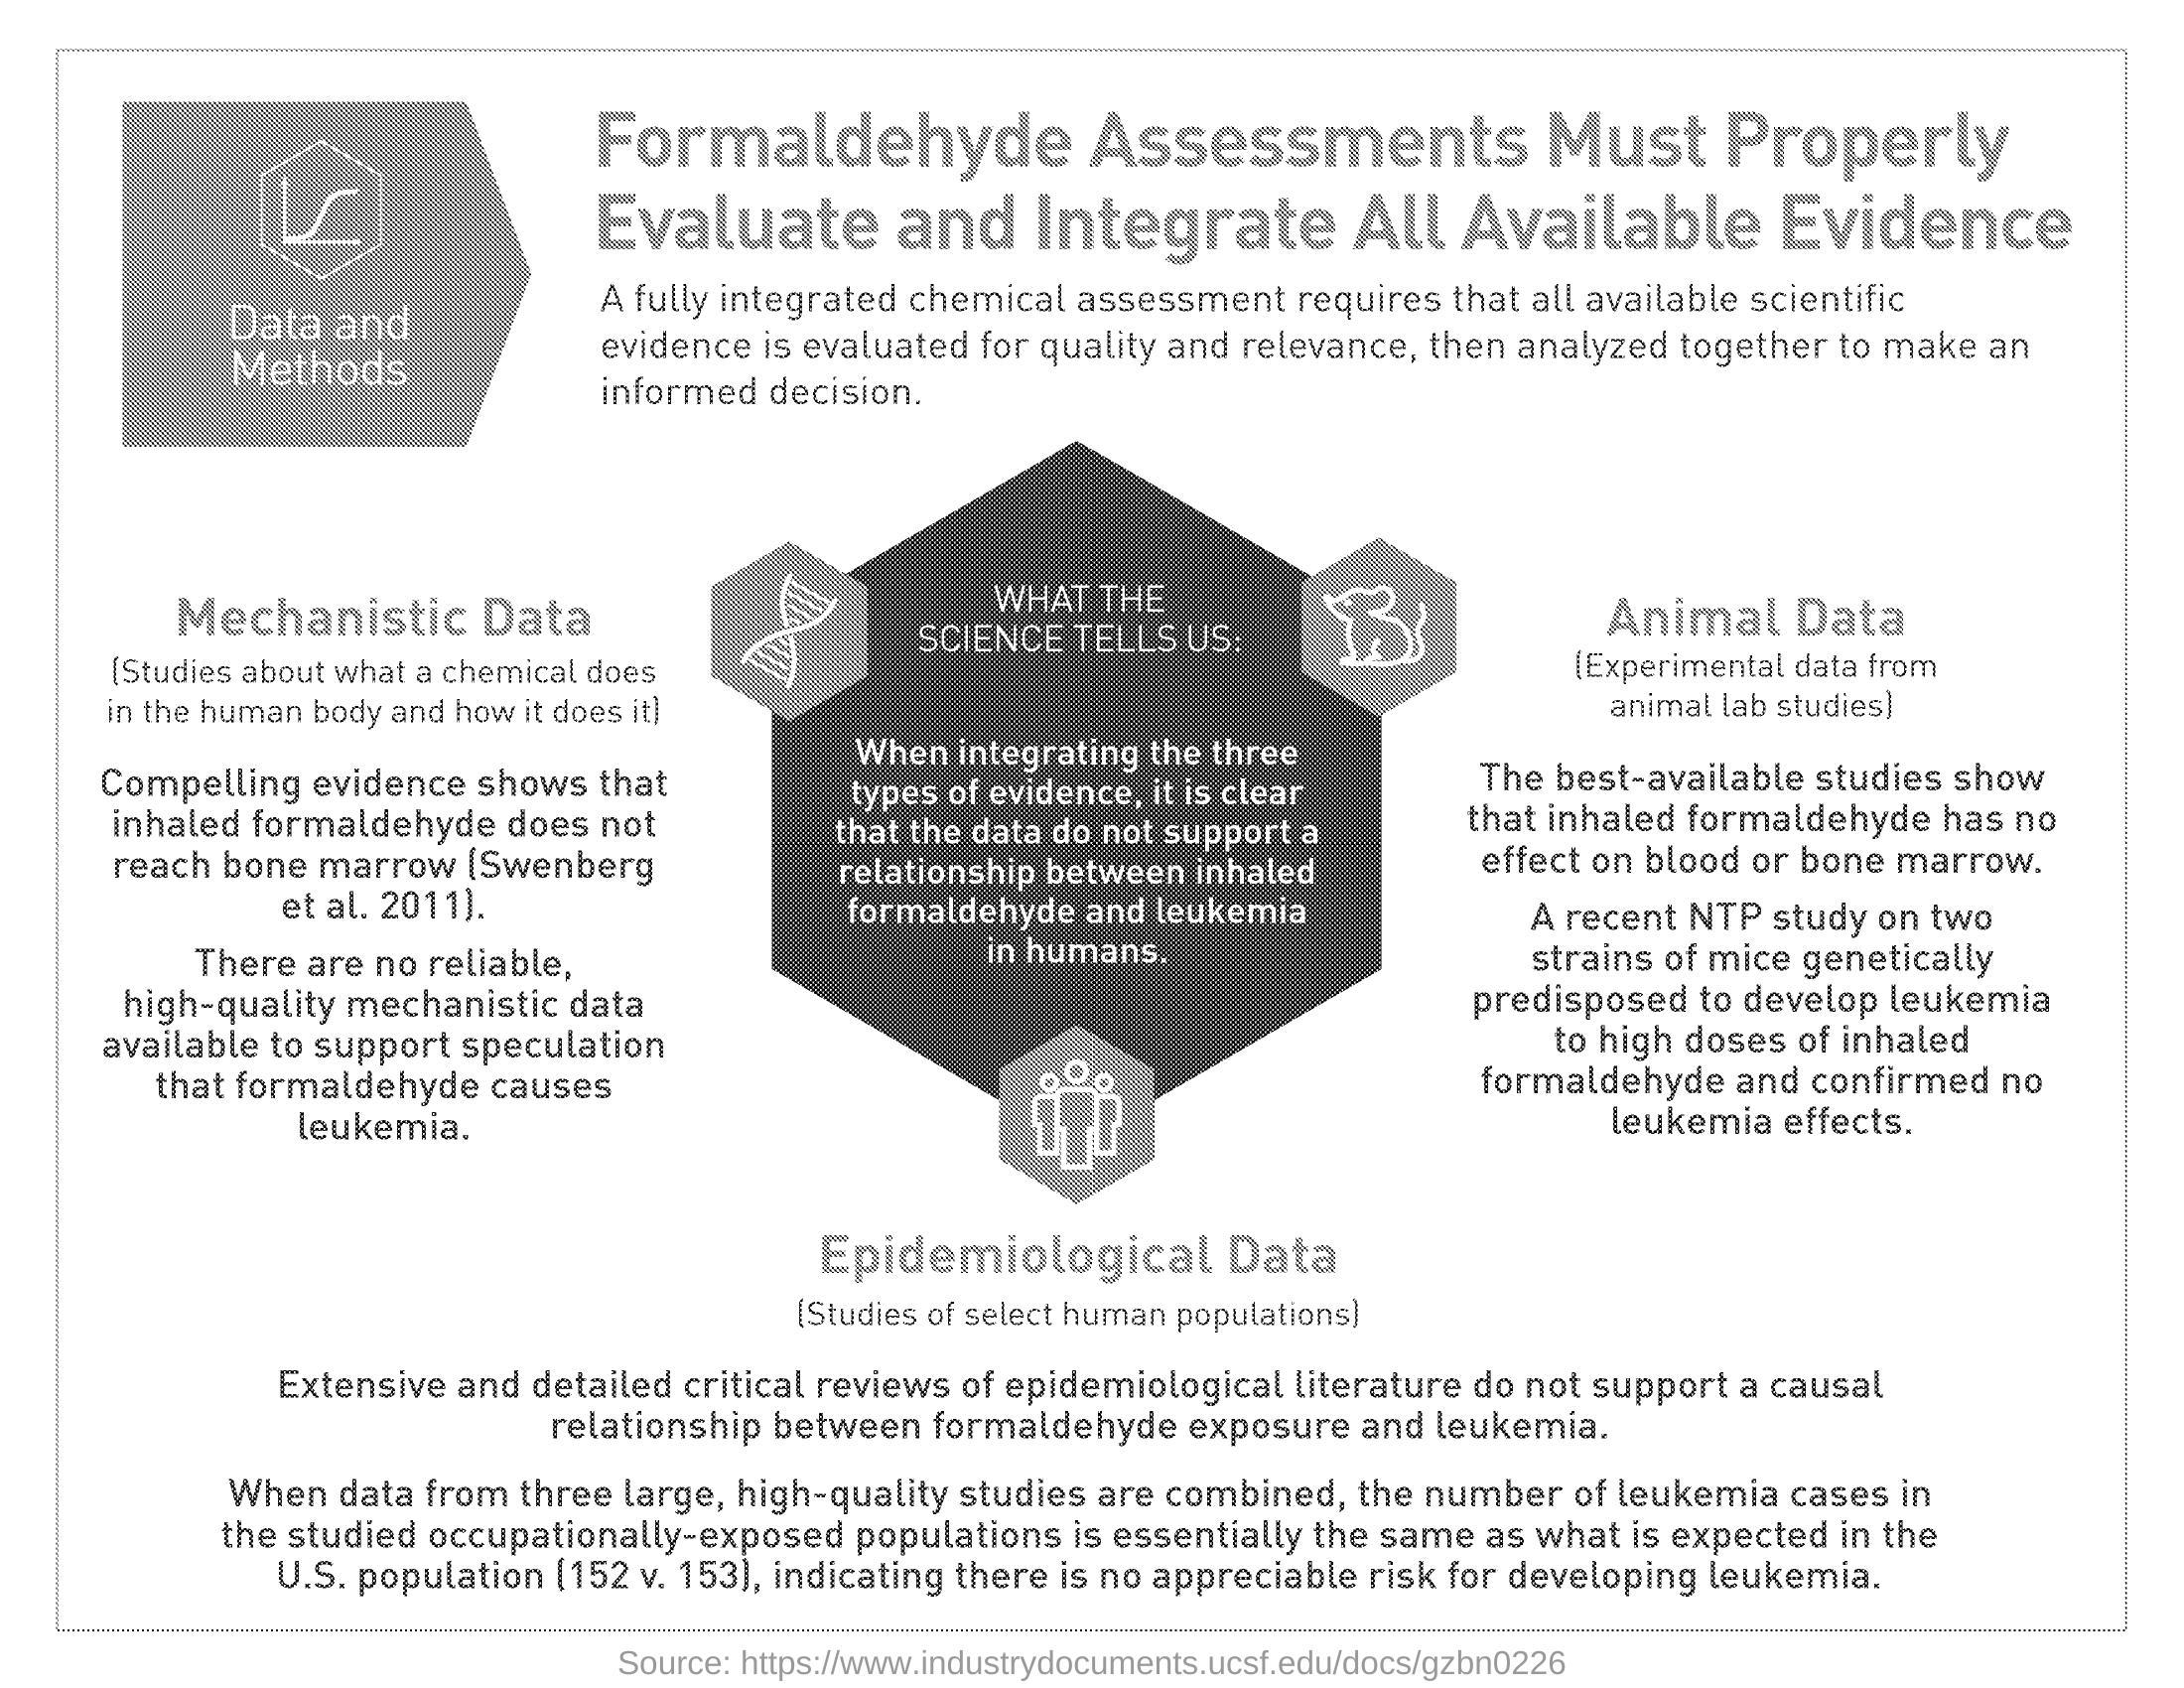 Data and
Methods
Formaldehyde Assessments Must Properly
Evaluate and Integrate All Available Evidence
A fully integrated chemical assessment requires that all available scientific
evidence is evaluated for quality and relevance, then analyzed together to make an
informed decision.
Mechanistic Data
(Studies about what a chemical does
in the human body and how it does it)
Compelling evidence shows that
inhaled formaldehyde does not
reach bone marrow (Swenberg
et al. 2011).
There are no reliable,
high-quality mechanistic data
available to support speculation
that formaldehyde causes
leukemia.
WHAT THE
SCIENCE TELLS US:
When integrating the three
types of evidence, it is clear
that the data do not support a
relationship between inhaled
formaldehyde and leukemia
in humans.
Animal Data
(Experimental data from
animal lab studies)
The best-available studies show
that inhaled formaldehyde has no
effect on blood or bone marrow.
A recent NTP study on two
strains of mice genetically
predisposed to develop leukemia
to high doses of inhaled
formaldehyde and confirmed no
leukemia effects.
Epidemiological Data
(Studies of select human populations)
Extensive and detailed critical reviews of epidemiological literature do not support a causal
relationship between formaldehyde exposure and leukemia.
When data from three large, high-quality studies are combined, the number of leukemia cases in
the studied occupationally-exposed populations is essentially the same as what is expected in the
U.S. population (152 v. 153), indicating there is no appreciable risk for developing leukemia.
Source: https://www.industrydocuments.ucsf.edu/docs/gzbn0226